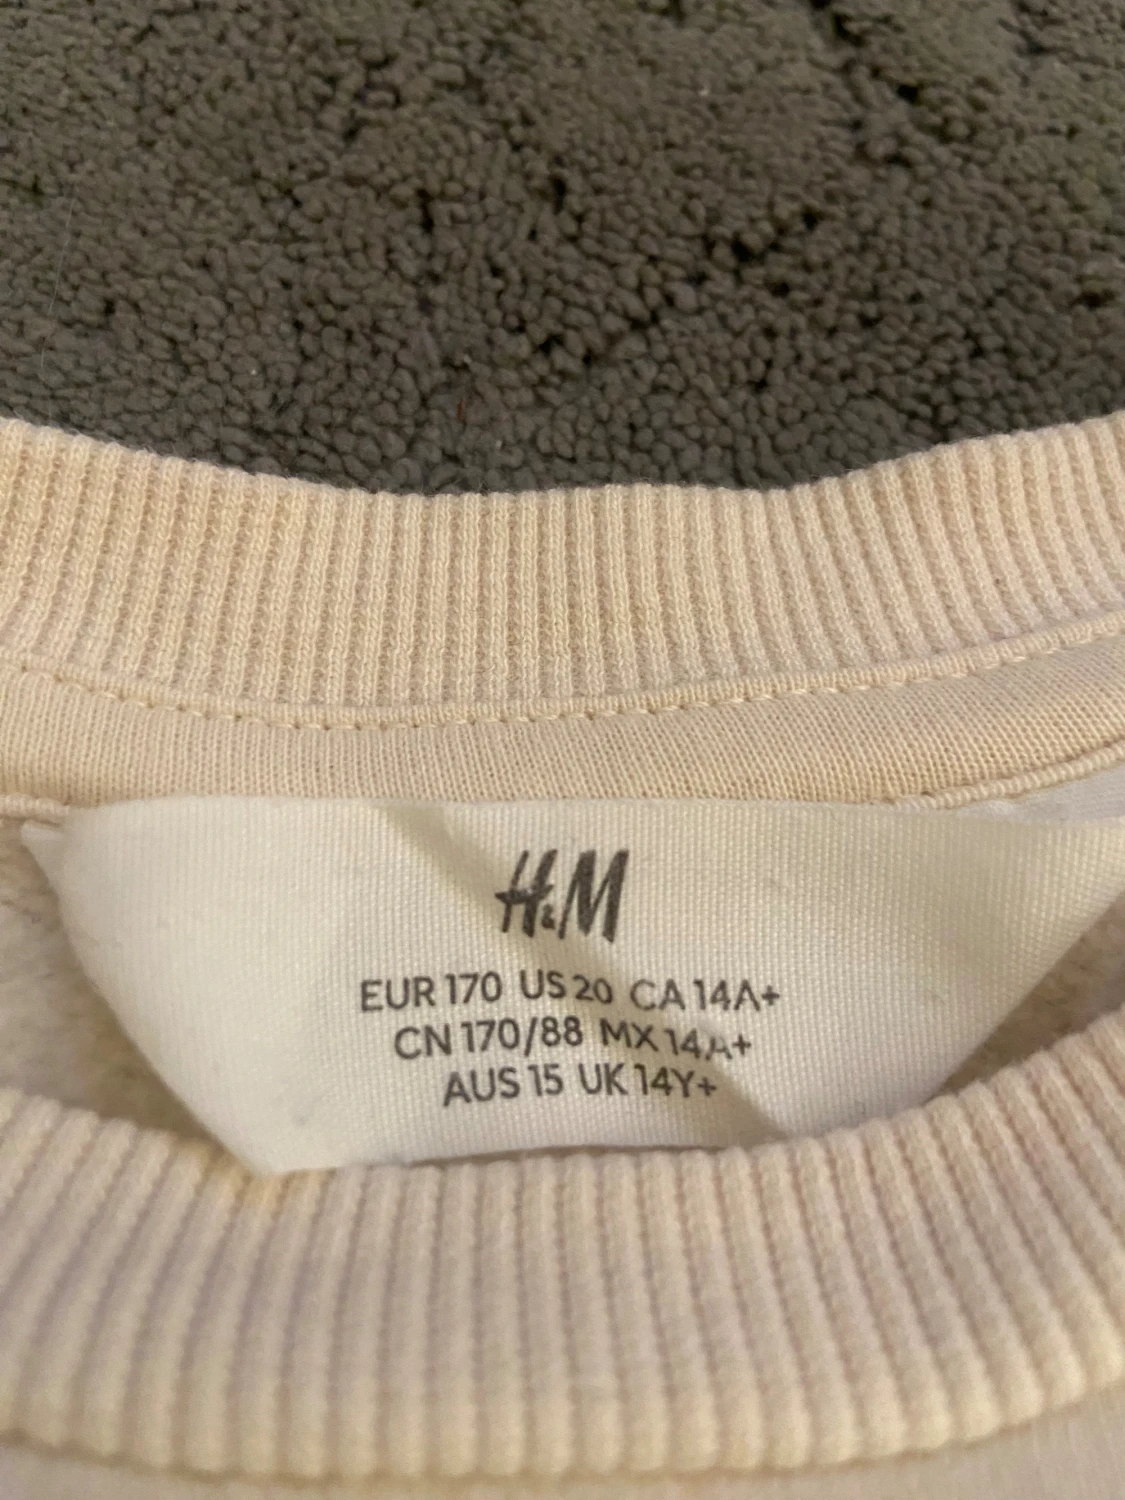 H&M
EUR 170 US 20 CA 14A+
CN 170/88 MX 14A+
AUS 15 UK 14Y+